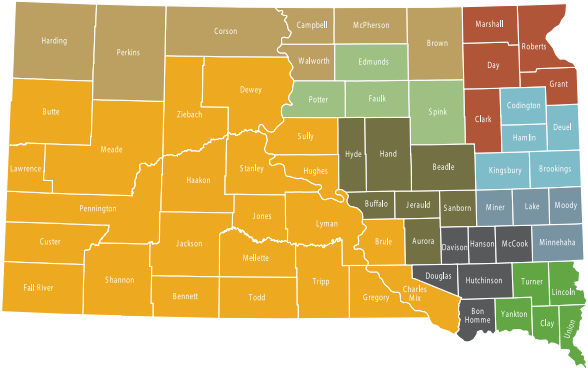 Harding
Perkins
Corson
Campbell
McPherson
Brown
Marshall
Roberts
Walworth
Edmunds
Day
Grant
Butte
Ziebach
Dewey
Potter
Faulk
Spink
Clark
Codington
Deuel
Hamlin
Meade
Sully
Hyde
Hand
Beadle
Kingsbury
Brookings
Lawrence
Haakon
Stanley
Hughes
Pennington
Jones
Lyman
Buffalo
Jerauld
Sanborn
Miner
Lake
Moody
Custer
Jackson
Mellette
Brule
Aurora
Davison
Hanson
McCook
Minnehaha
Fall River
Shannon
Bennett
Todd
Tripp
Gregory
Charles
Mix
Douglas
Hutchinson
Turner
Lincoln
Bon
Homme
Yankton
Clay
Union